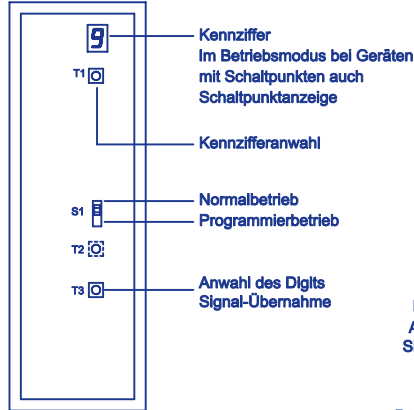 9
Kennziffer
Im Betriebsmodus bei Geräten
mit Schaltpunkten auch
Schaltpunktanzeige
T1
Kennzifferanwahl
Normalbetrieb
S1
Programmierbetrieb
T2
T3
Anwahl des Digits
Signal-Übernahme
A